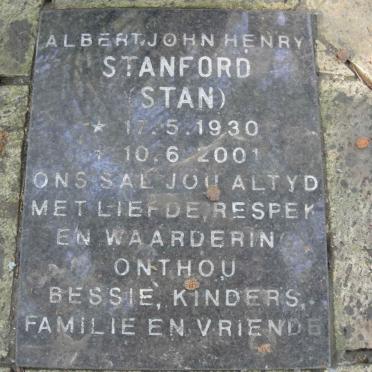 ALBERT JOHN HENRY
STANFORD
(STAN)
* 17.5.1930
† 10.6.2001
ONS SAL JOU ALTYD
MET LIEFDE, RESPEK
EN WAARDERING
ONTHOU
BESSIE, KINDERS,
FAMILIE EN VRIENDE